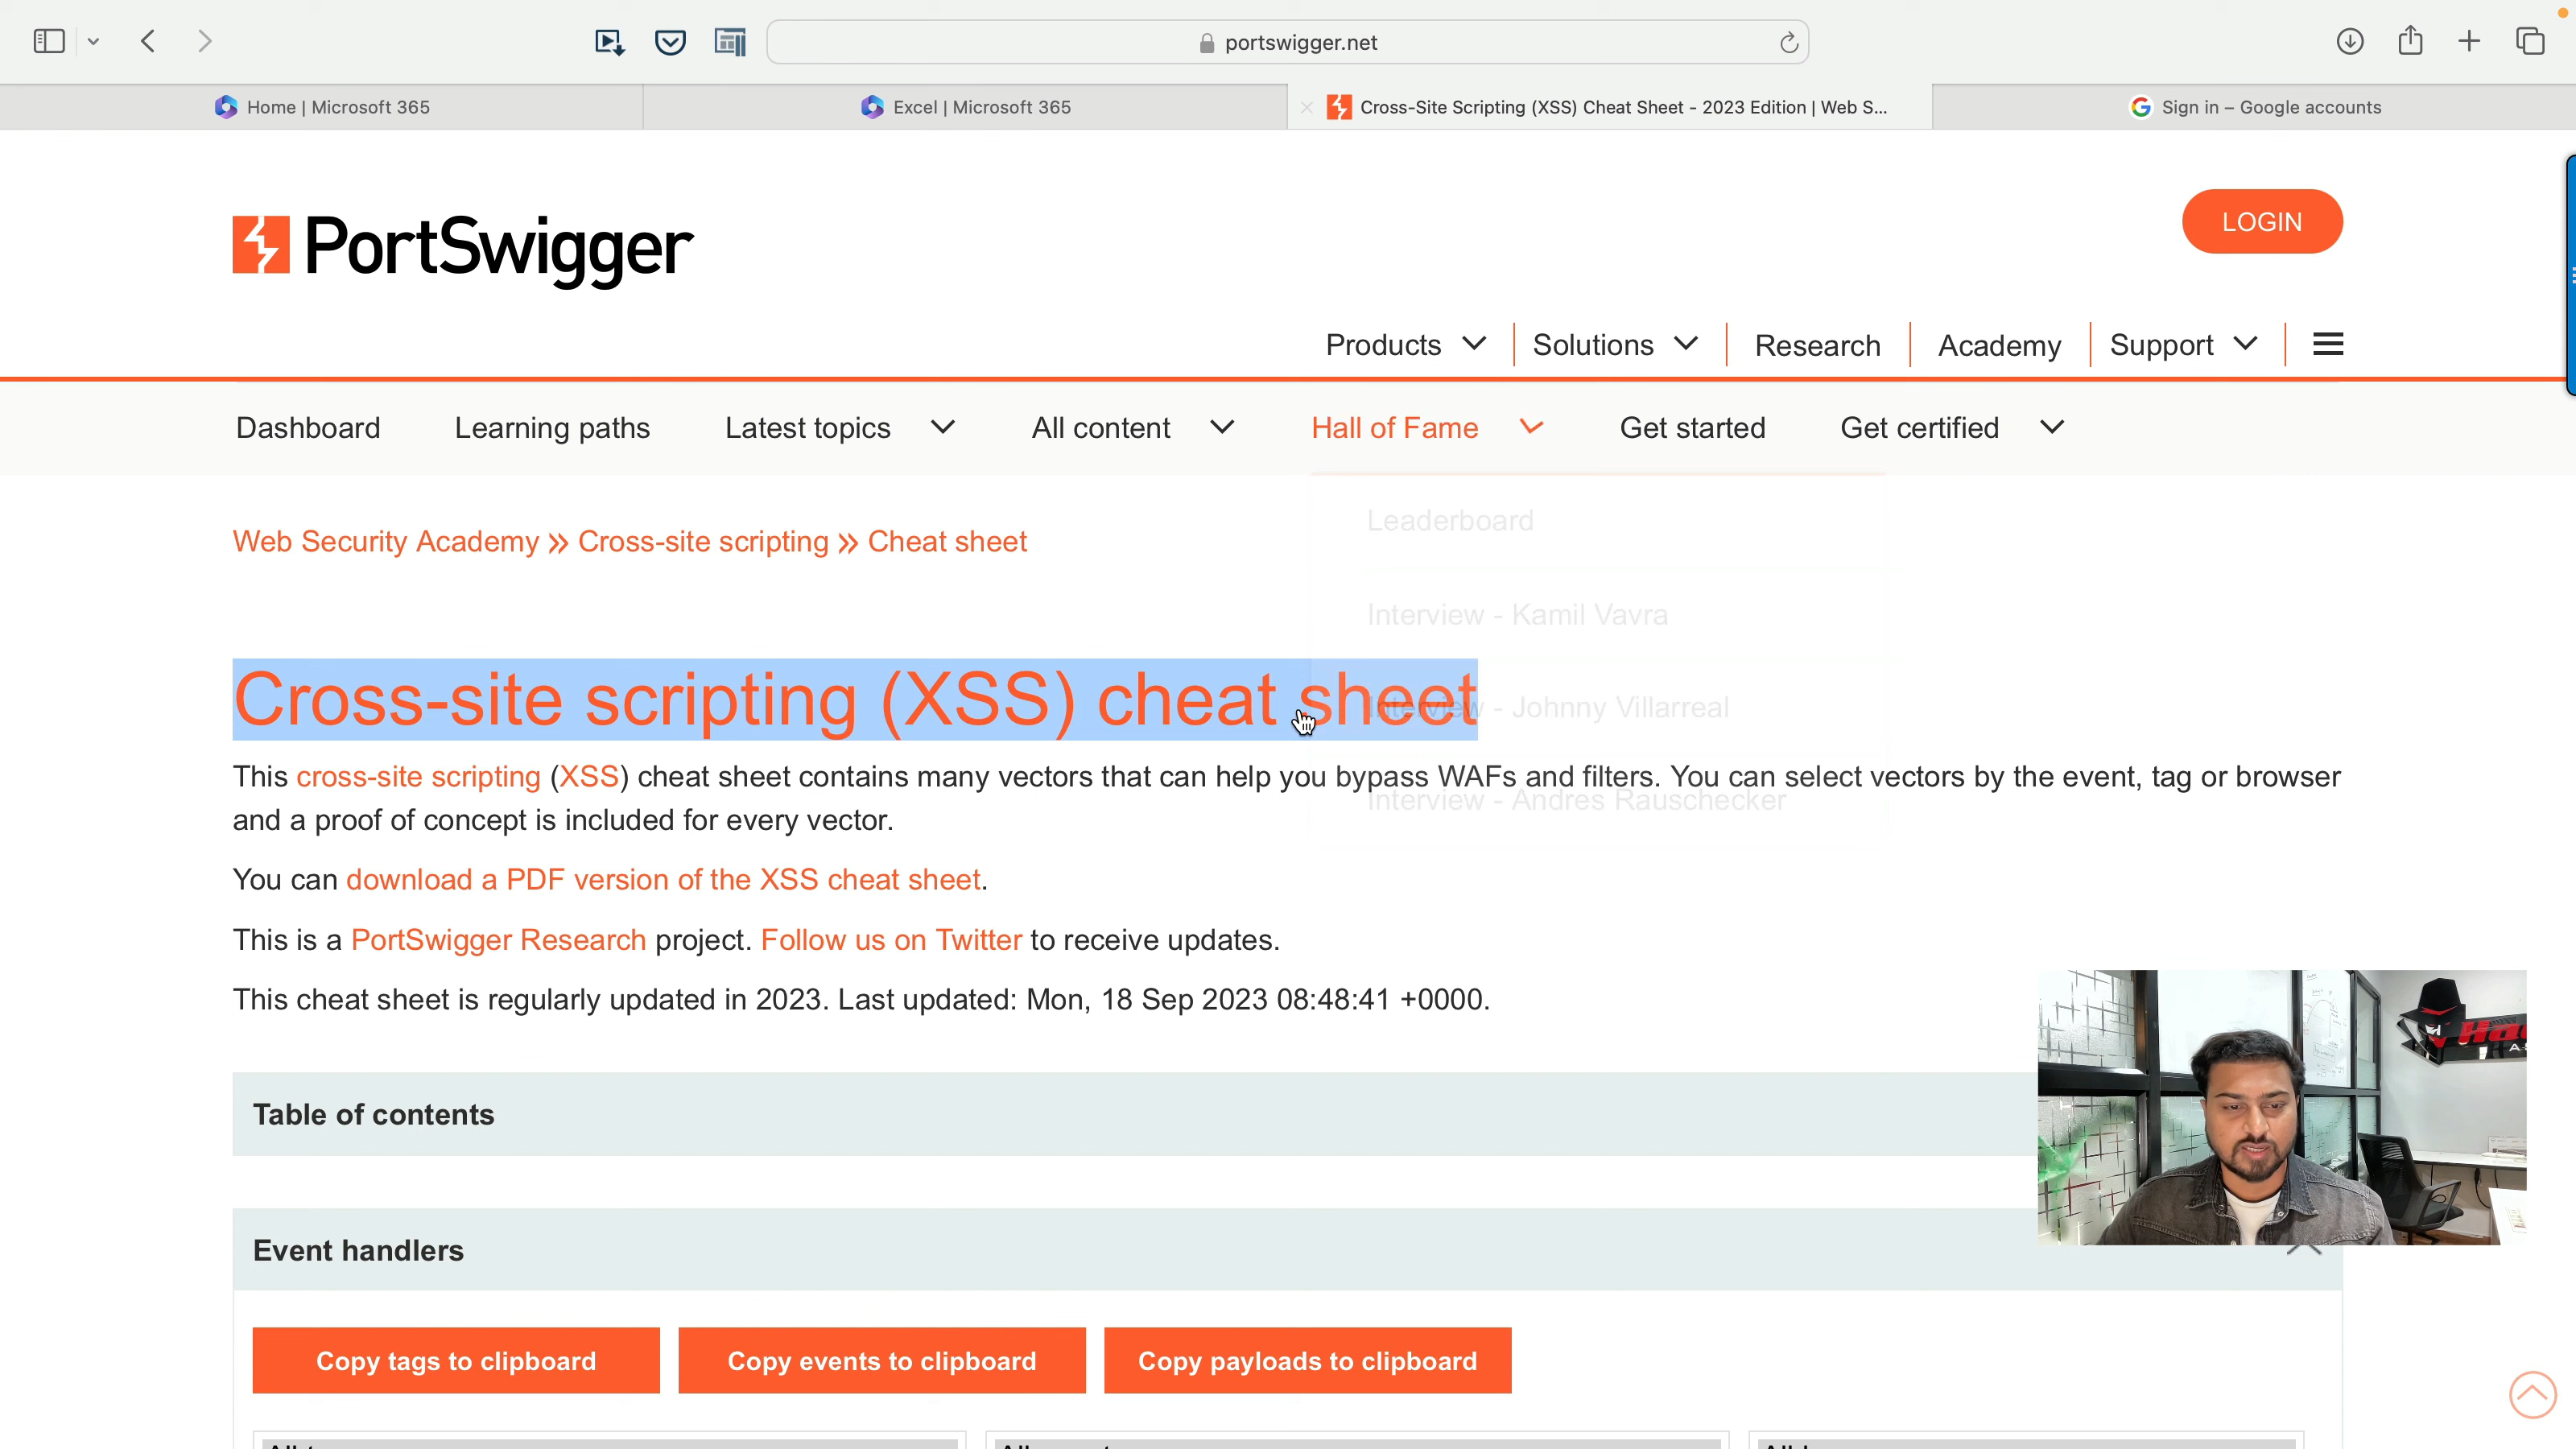 portswigger.net
Home | Microsoft 365
Excel | Microsoft 365
Cross-Site Scripting (XSS) Cheat Sheet - 2023 Edition | Web S...
Sign in – Google accounts
PortSwigger
LOGIN
Products
Solutions
Research
Academy
Support
Dashboard
Learning paths
Latest topics
All content
Hall of Fame
Get started
Get certified
Leaderboard
Interview - Kamil Vavra
Interview - Johnny Villarreal
Interview - Andres Rauschecker
Web Security Academy » Cross-site scripting » Cheat sheet
Cross-site scripting (XSS) cheat sheet
This cross-site scripting (XSS) cheat sheet contains many vectors that can help you bypass WAFs and filters. You can select vectors by the event, tag or browser
and a proof of concept is included for every vector.
You can download a PDF version of the XSS cheat sheet.
This is a PortSwigger Research project. Follow us on Twitter to receive updates.
This cheat sheet is regularly updated in 2023. Last updated: Mon, 18 Sep 2023 08:48:41 +0000.
Table of contents
Event handlers
Copy tags to clipboard
Copy events to clipboard
Copy payloads to clipboard